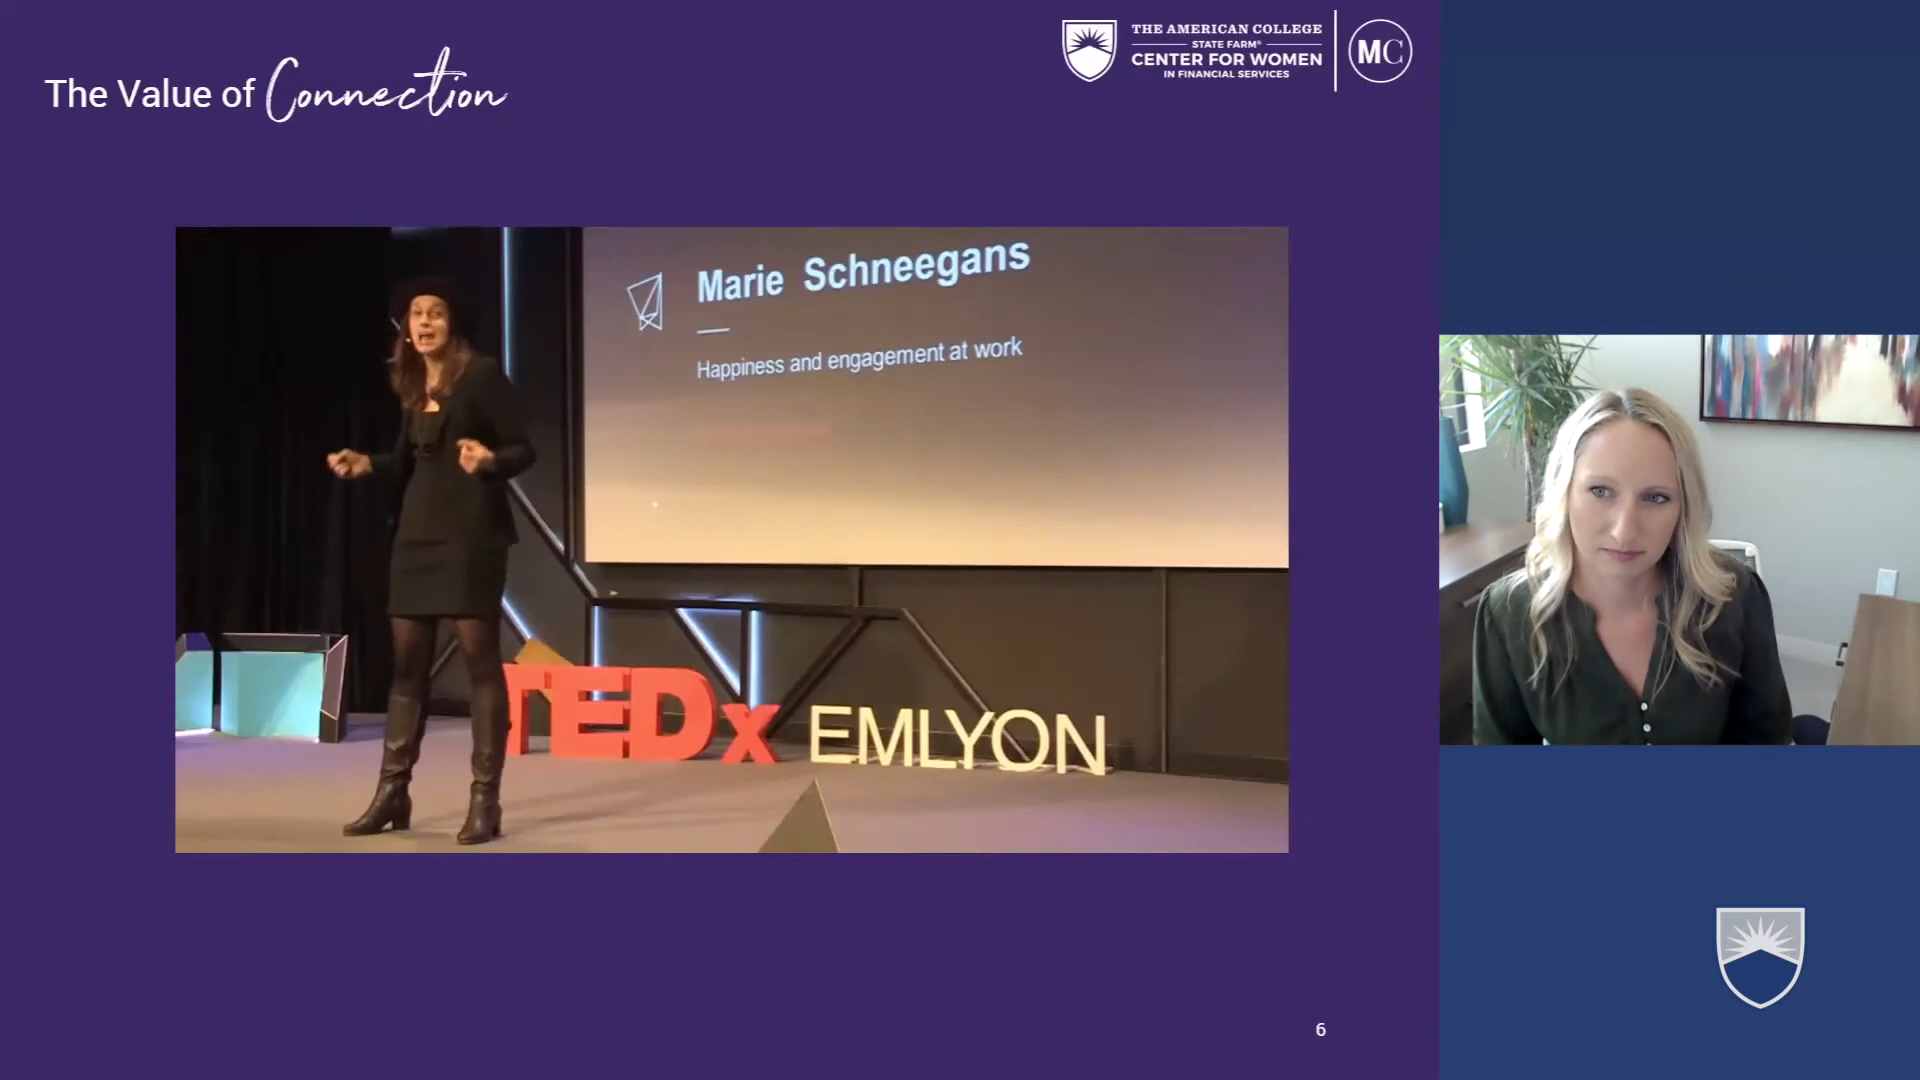 The Value of Connection
THE AMERICAN COLLEGE
STATE FARM®
CENTER FOR WOMEN
IN FINANCIAL SERVICES
MC
Marie Schneegans
Happiness and engagement at work
TEDx EMLYON
6